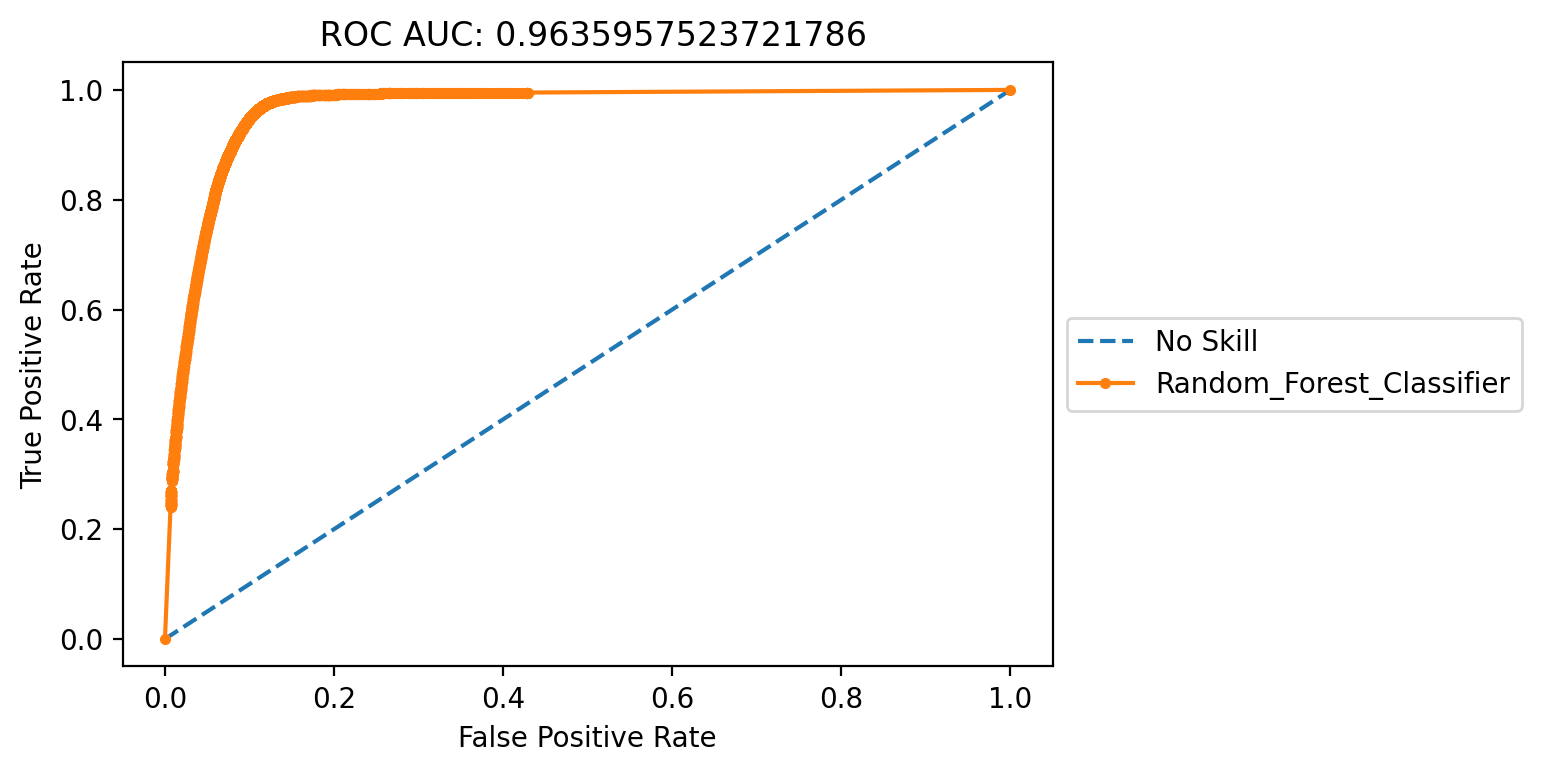 ROC AUC: 0.9635957523721786
1.0
0.8
0.6
0.4
0.2
0.0
True Positive Rate
0.0 0.2 0.4 0.6 0.8 1.0
False Positive Rate
No Skill
Random_Forest_Classifier